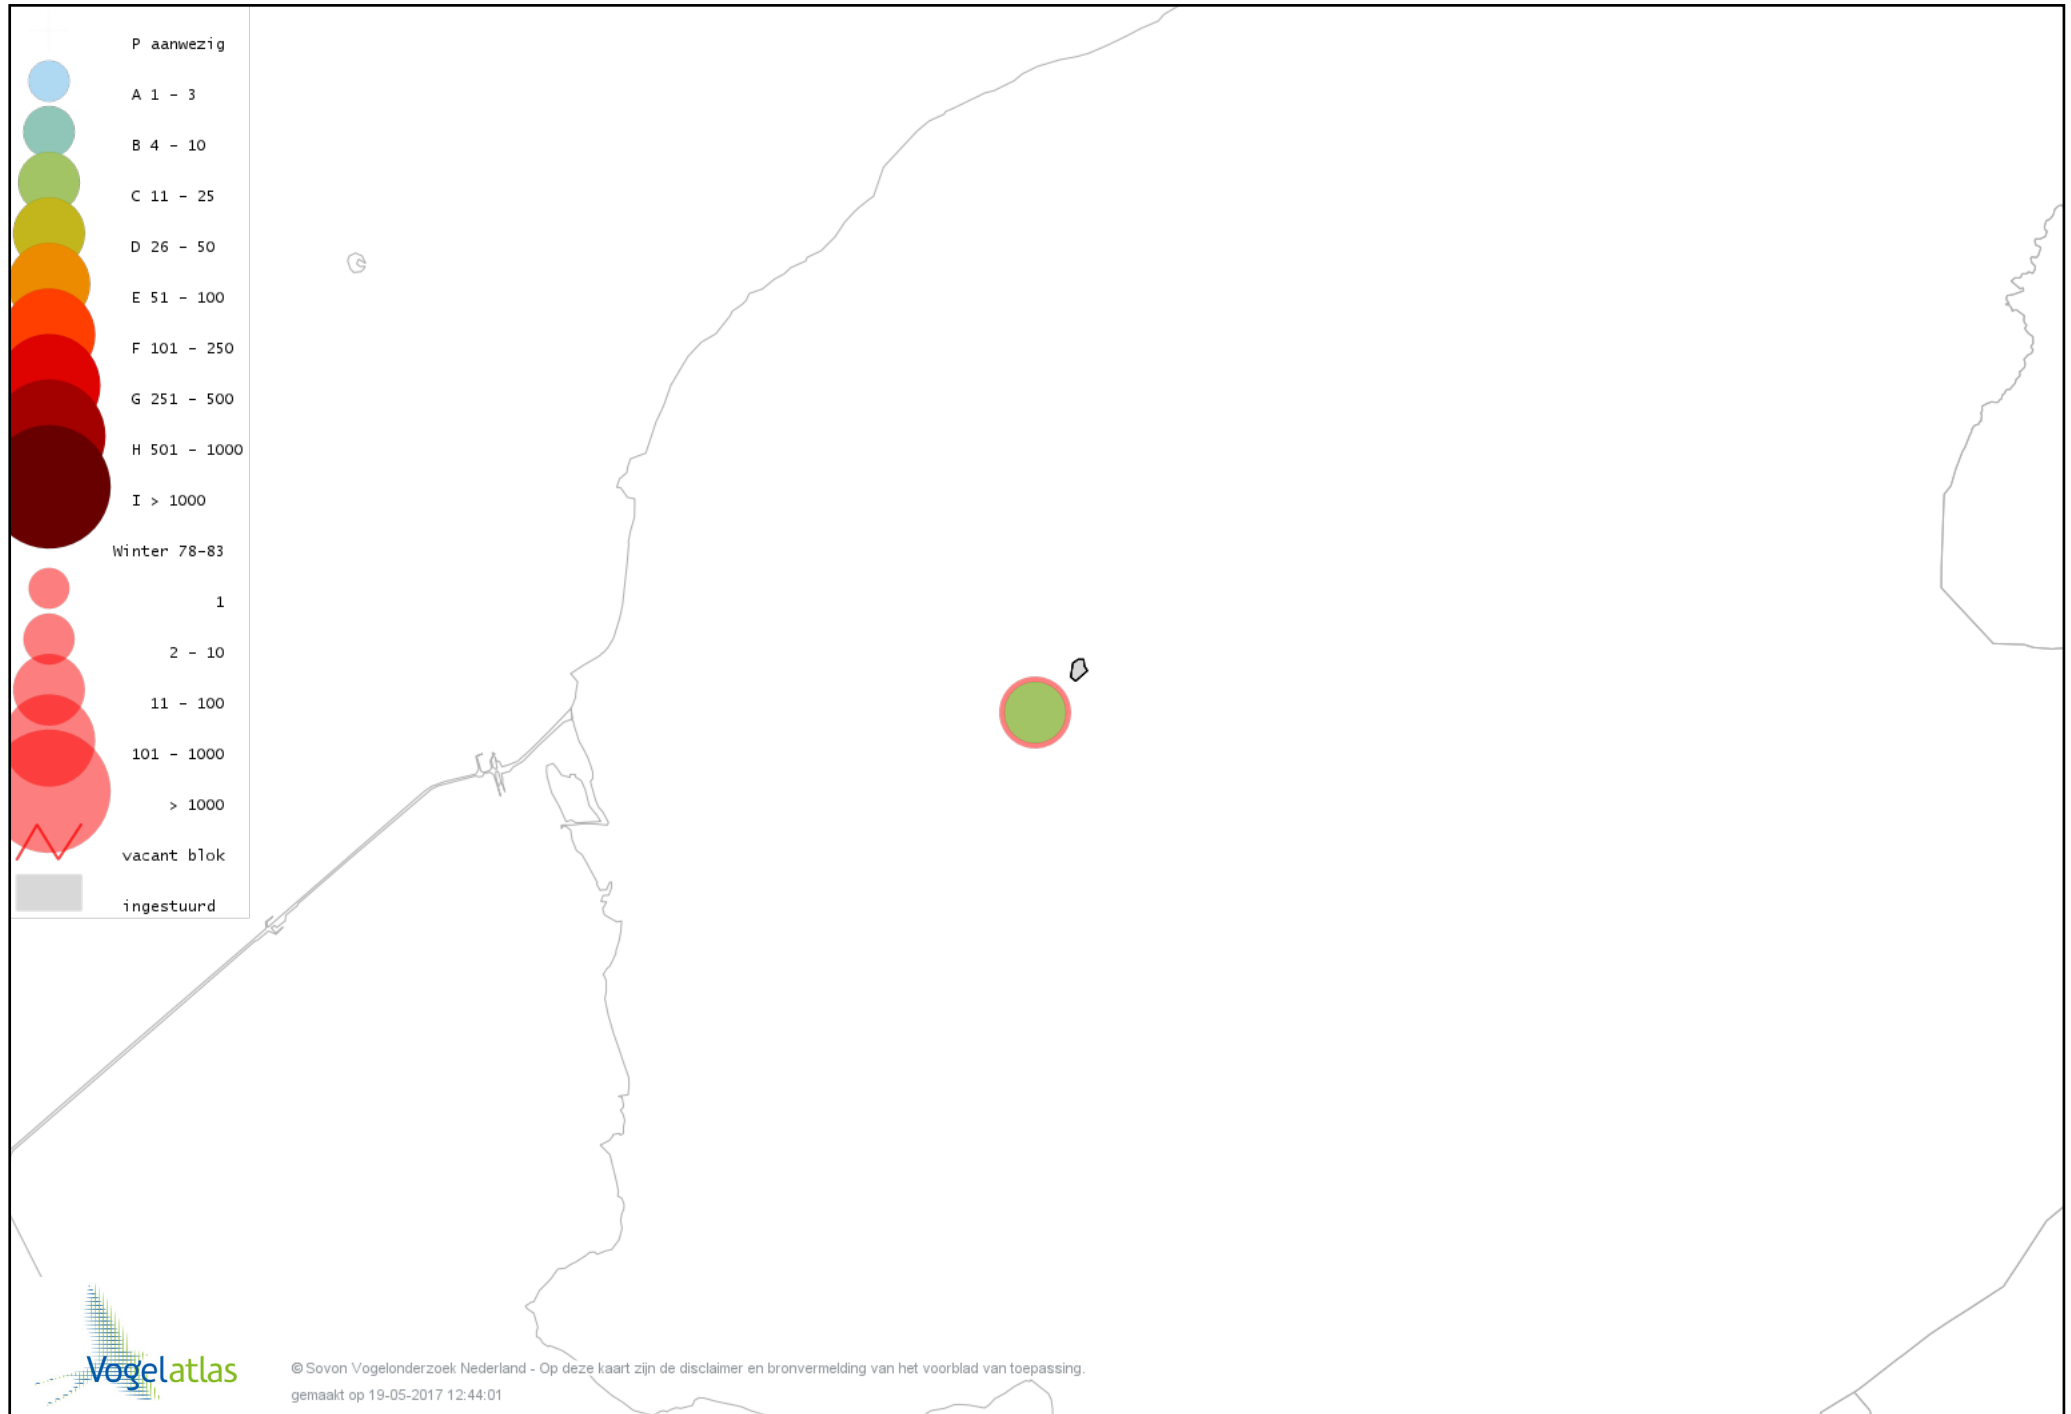 P aanwezig
A 1 - 3
B 4 - 10
C 11 - 25
D 26 - 50
E 51 - 100
F 101 - 250
G 251 - 500
H 501 - 1000
I > 1000
Winter 78-83
1
2 - 10
11 - 100
101 - 1000
> 1000
vacant blok
ingestuurd
Vogelatlas
© Sovon Vogelonderzoek Nederland - Op deze kaart zijn de disclaimer en bronvermelding van het voorblad van toepassing.
gemaakt op 19-05-2017 12:44:01